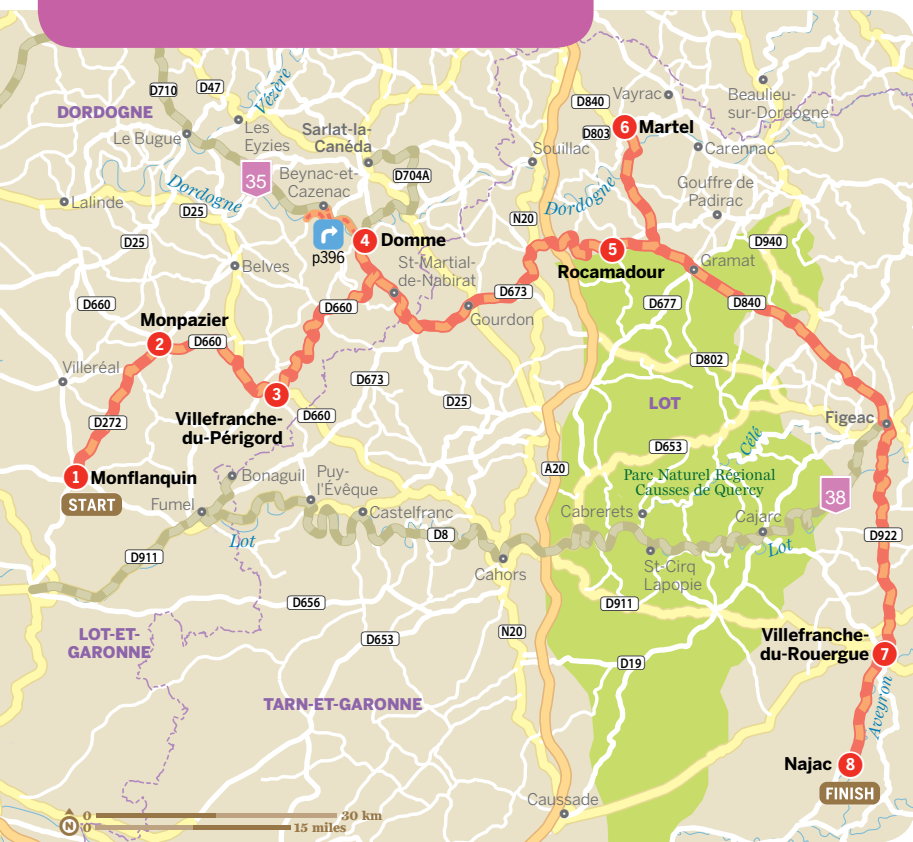 D710
D47
Vézère
DORDOGNE
Le Bugue
Les
Eyzies
Sarlat-la-
Canéda
D704A
35
Beynac-et-
Cazenac
Lalinde
Dordogne
D25
D25
p396
4 Domme
Belves
St-Martial-
de-Nabirat
D660
D660
Monpazier
2
D660
Villeréal
3
Villefranche-
du-Périgord
D660
D272
1 Monflanquin
START
D673
D25
Gourdon
D673
N20
Souillac
Dordogne
D840
D803
Vayrac
6 Martel
Beaulieu-
sur-Dordogne
Carennac
Gouffre de
Padirac
5
Rocamadour
D940
Gramat
D677
D840
D802
LOT
Figeac
D653
Célé
Parc Naturel Régional
Causses de Quercy
38
A20
Cabrerets
Cajarc
Lot
St-Cirq
Lapopie
D922
Bonaguil
Puy-
l'Évêque
Fumel
Castelfranc
Lot
D8
D911
Cahors
D911
D656
LOT-ET-
GARONNE
D653
N20
D19
TARN-ET-GARONNE
Villefranche-
du-Rouergue 7
Aveyron
Najac 8
FINISH
Caussade
N
0 30 km
0 15 miles